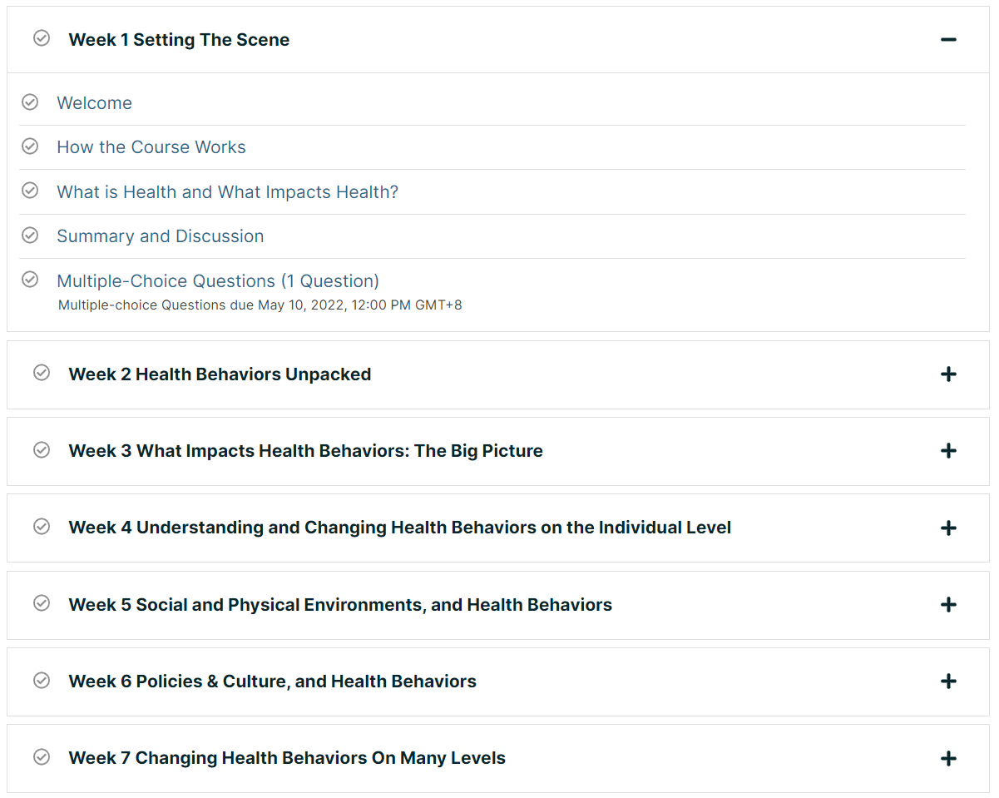 Week 1 Setting The Scene
Welcome
How the Course Works
What is Health and What Impacts Health?
Summary and Discussion
Multiple-Choice Questions (1 Question)
Multiple-choice Questions due May 10, 2022, 12:00 PM GMT+8
Week 2 Health Behaviors Unpacked
Week 3 What Impacts Health Behaviors: The Big Picture
Week 4 Understanding and Changing Health Behaviors on the Individual Level
Week 5 Social and Physical Environments, and Health Behaviors
Week 6 Policies & Culture, and Health Behaviors
Week 7 Changing Health Behaviors On Many Levels